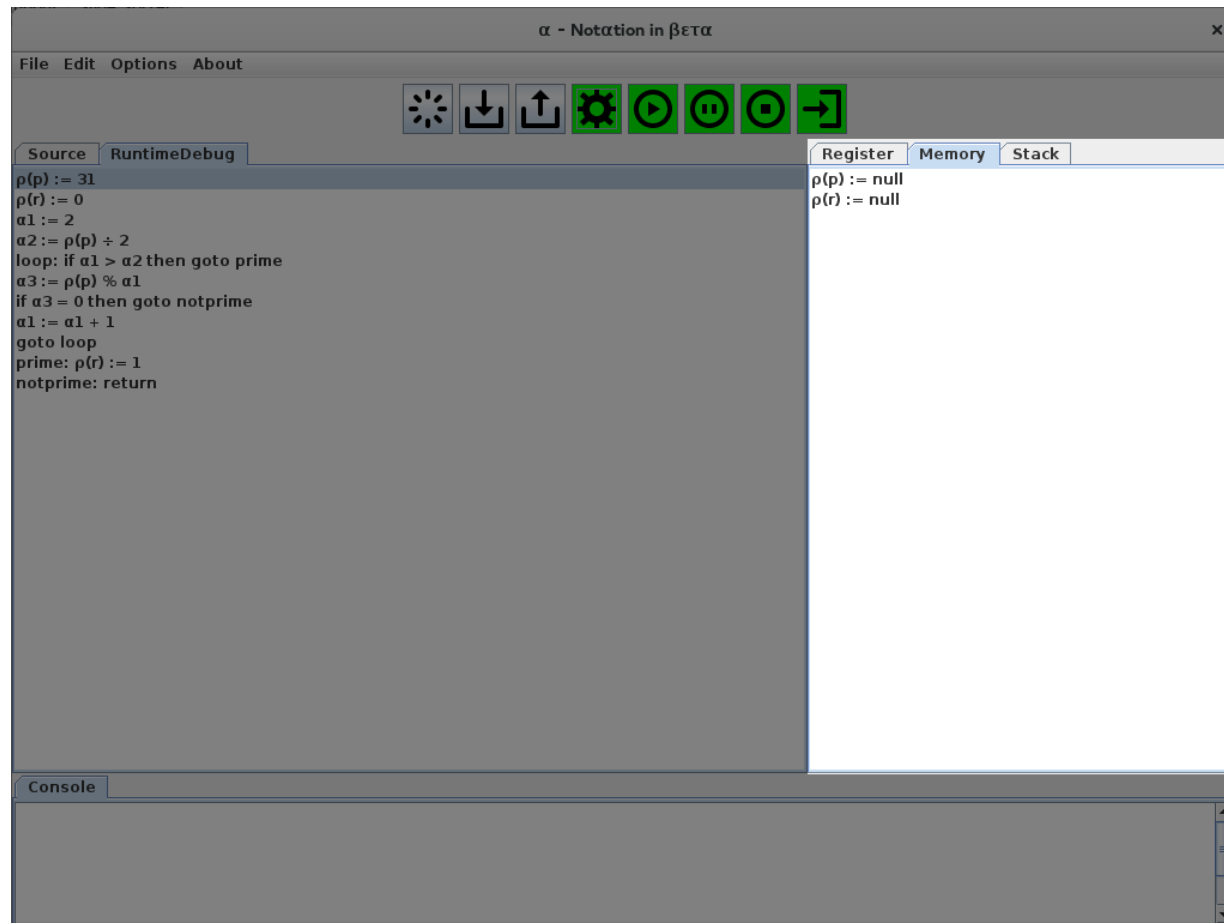 α - Notαtion in βετα
×
File Edit Options About
Source RuntimeDebug
ρ(p) := 31
ρ(r) := 0
α1 := 2
α2 := ρ(p) ÷ 2
loop: if α1 > α2 then goto prime
α3 := ρ(p) % α1
if α3 = 0 then goto notprime
α1 := α1 + 1
goto loop
prime: ρ(r) := 1
notprime: return
Register Memory Stack
ρ(p) := null
ρ(r) := null
Console